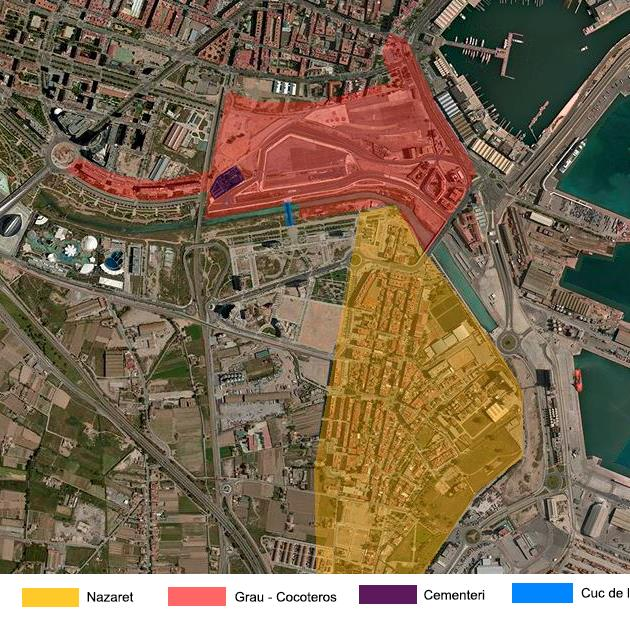 Nazaret
Grau - Cocoteros
Cementeri
Cuc de l